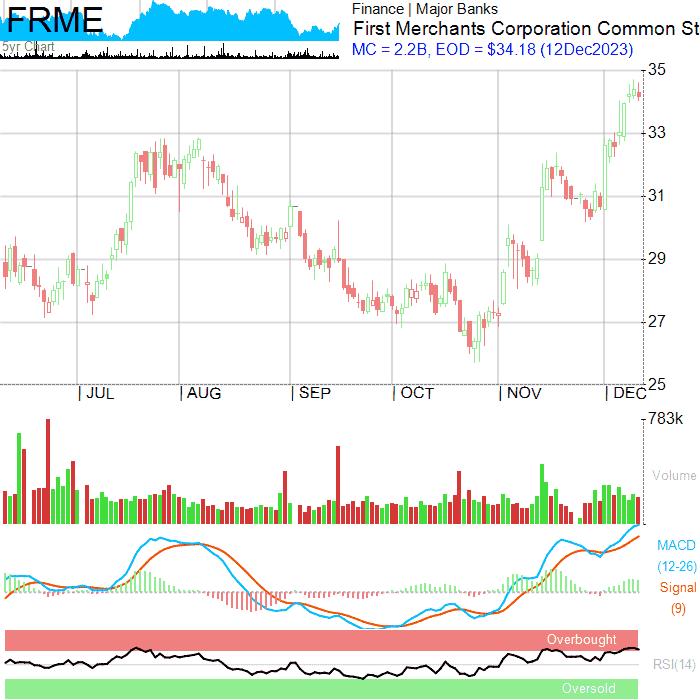 FRME
5yr Chart
Finance | Major Banks
First Merchants Corporation Common St
MC = 2.2B, EOD = $34.18 (12Dec2023)
35
33
31
29
27
25
JUL AUG SEP OCT NOV DEC
783k
Volume
MACD
(12-26)
Signal
(9)
Overbought
RSI(14)
Oversold